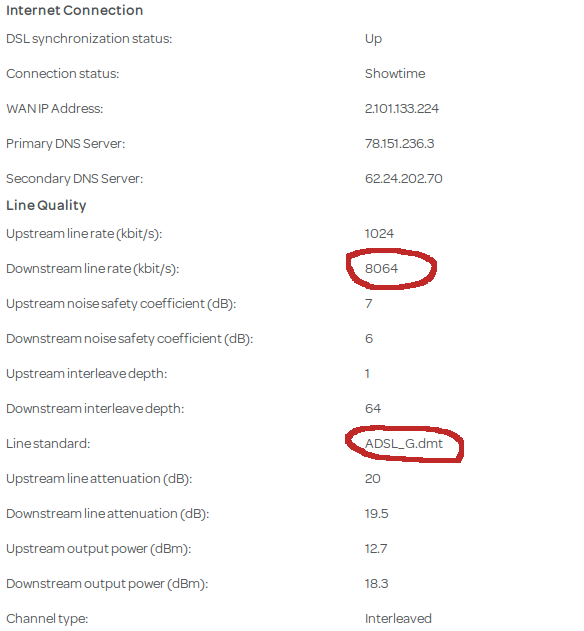 Internet Connection
DSL synchronization status: Up
Connection status: Showtime
WAN IP Address: 2.101.133.224
Primary DNS Server: 78.151.236.3
Secondary DNS Server: 62.24.202.70
Line Quality
Upstream line rate (kbit/s): 1024
Downstream line rate (kbit/s): 8064
Upstream noise safety coefficient (dB): 7
Downstream noise safety coefficient (dB): 6
Upstream interleave depth: 1
Downstream interleave depth: 64
Line standard: ADSL_G.dmt
Upstream line attenuation (dB): 20
Downstream line attenuation (dB): 19.5
Upstream output power (dBm): 12.7
Downstream output power (dBm): 18.3
Channel type: Interleaved